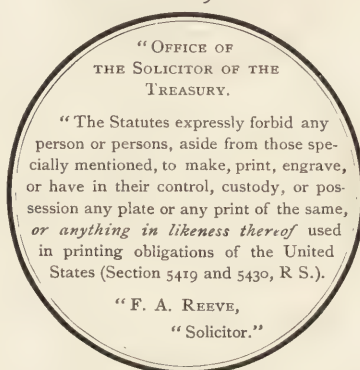 “OFFICE OF
THE SOLICITOR OF THE
TREASURY.
“The Statutes expressly forbid any
person or persons, aside from those spe-
cially mentioned, to make, print, engrave,
or have in their control, custody, or pos-
session any plate or any print of the same,
or anything in likeness thereof used
in printing obligations of the United
States (Section 5419 and 5430, R S.).
“F. A. REEVE,
“Solicitor.”